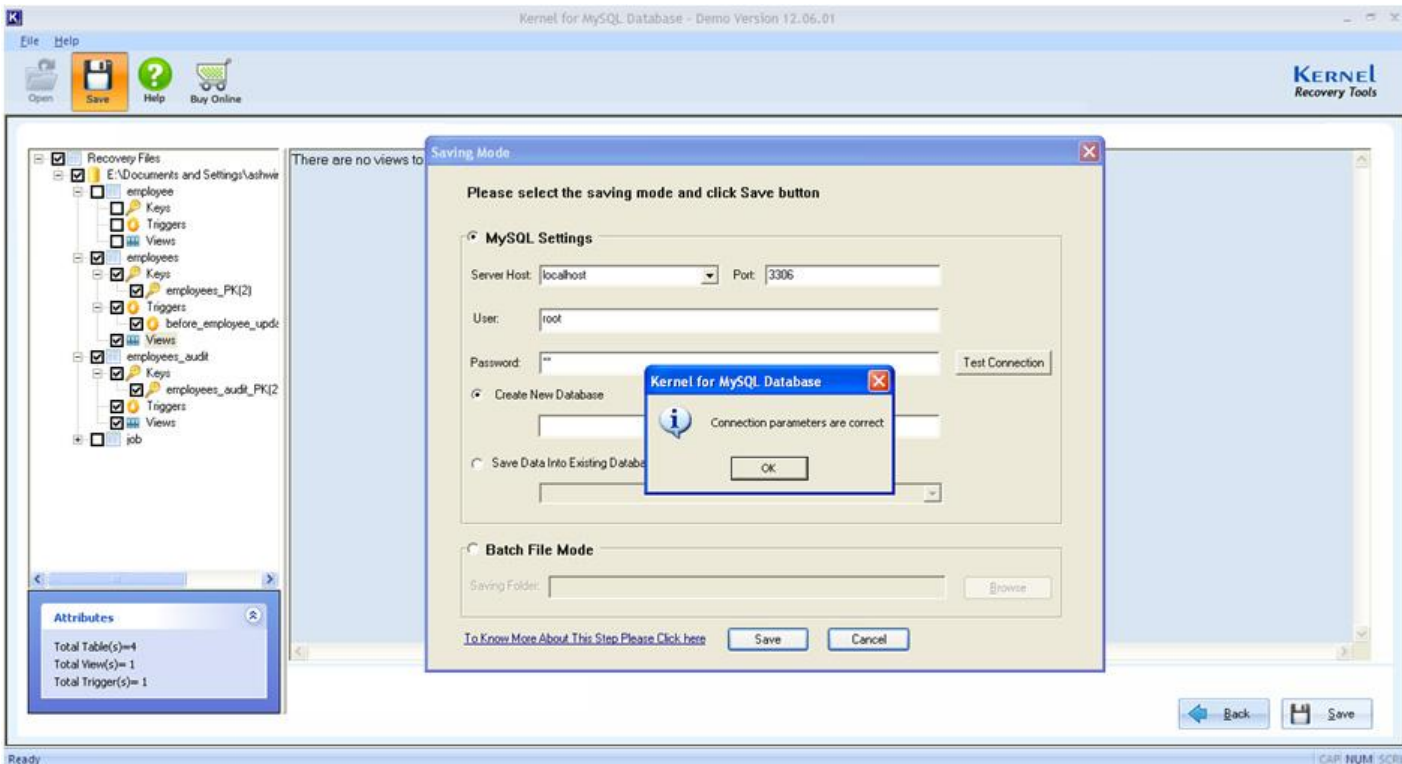 Kernel for MySQL Database - Demo Version 12.06.01
File Help
Open Save Help Buy Online
KERNEL
Recovery Tools
Recovery Files
E:\Documents and Settings\ashwi
employee
Keys
Triggers
Views
employees
Keys
employees_PK(2)
Triggers
before_employee_upda
Views
employees_audit
Keys
employees_audit_PK(2
Triggers
Views
job
Attributes
Total Table(s)=4
Total View(s)= 1
Total Trigger(s)= 1
There are no views to
Saving Mode
Please select the saving mode and click Save button
MySQL Settings
Server Host: localhost Port: 3306
User: root
Password: ** Test Connection
Create New Database
Save Data Into Existing Databa
Kernel for MySQL Database
Connection parameters are correct
OK
Batch File Mode
Saving Folder: Browse
To Know More About This Step Please Click here Save Cancel
Back Save
Ready CAP NUM SCR